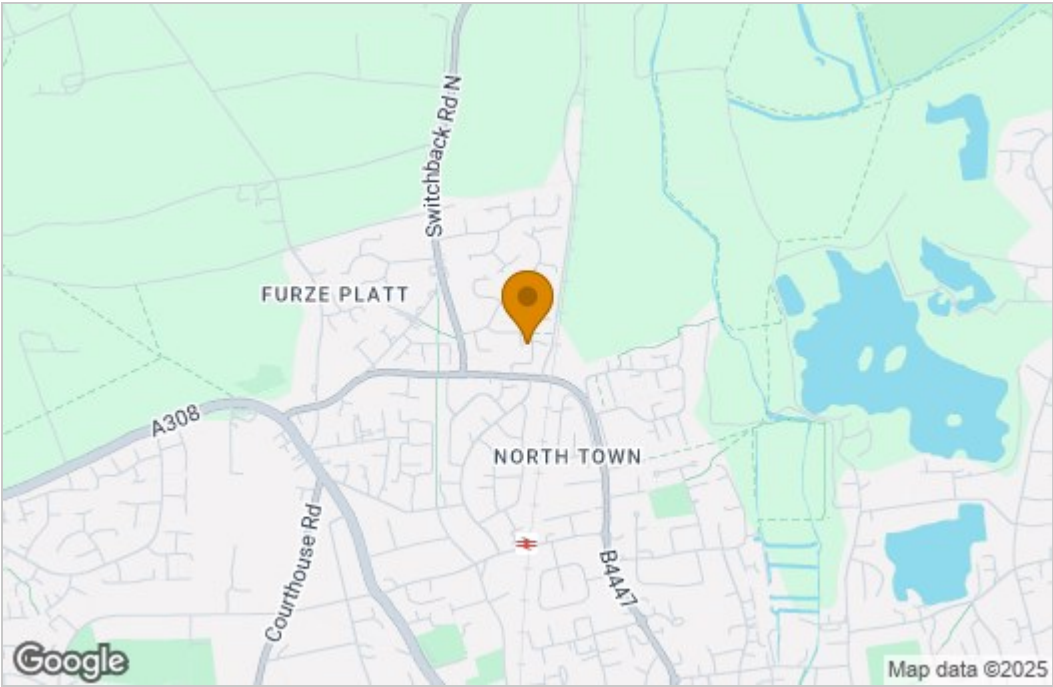 Switchback Rd N
FURZE PLATT
A308
NORTH TOWN
Courthouse Rd
B4447
Google
Map data ©2025